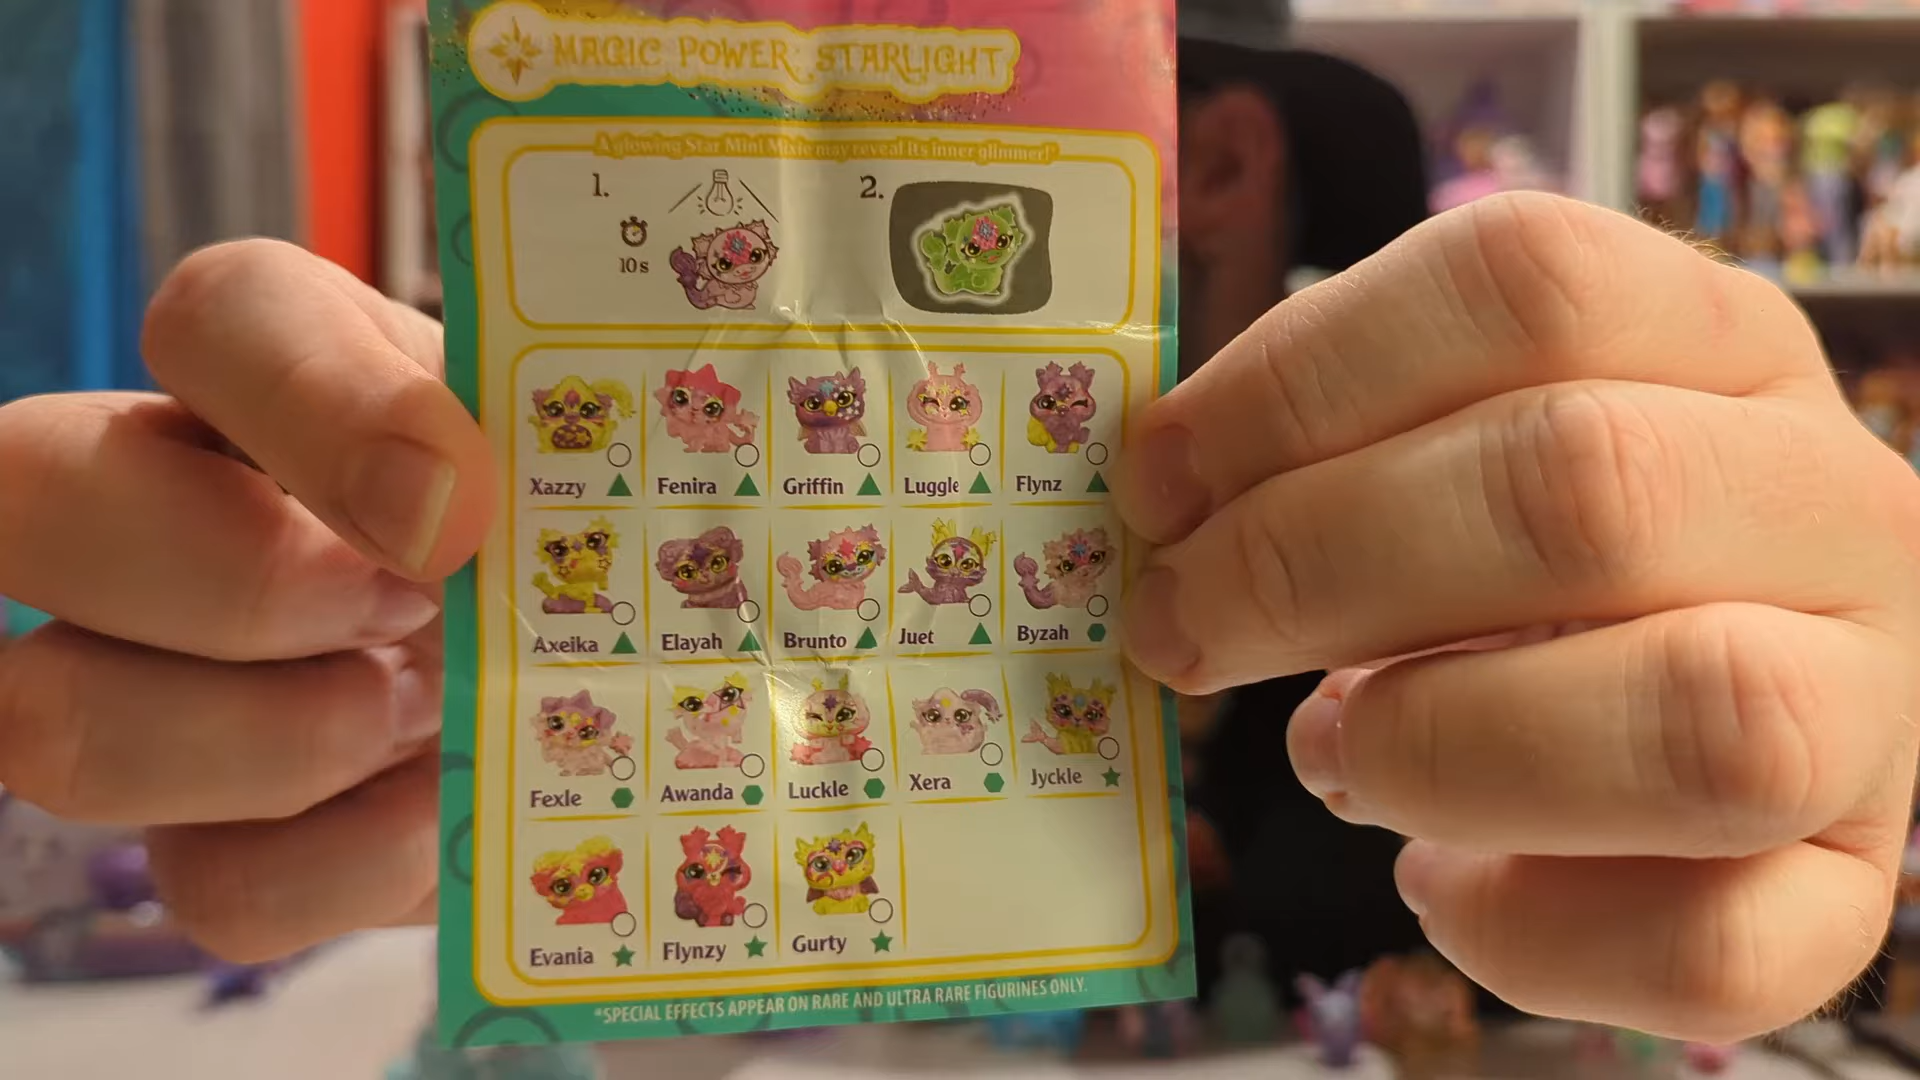 MAGIC POWER STARLIGHT
A glowing Star Mini Mixie may reveal its inner glimmer!*
1.
2.
10s
Xazzy Fenira Griffin Luggle Flynz
Axeika Elayah Brunto Juet Byzah
Fexle Awanda Luckle Xera Jyckle
Evania Flynzy Gurty
*SPECIAL EFFECTS APPEAR ON RARE AND ULTRA RARE FIGURINES ONLY.